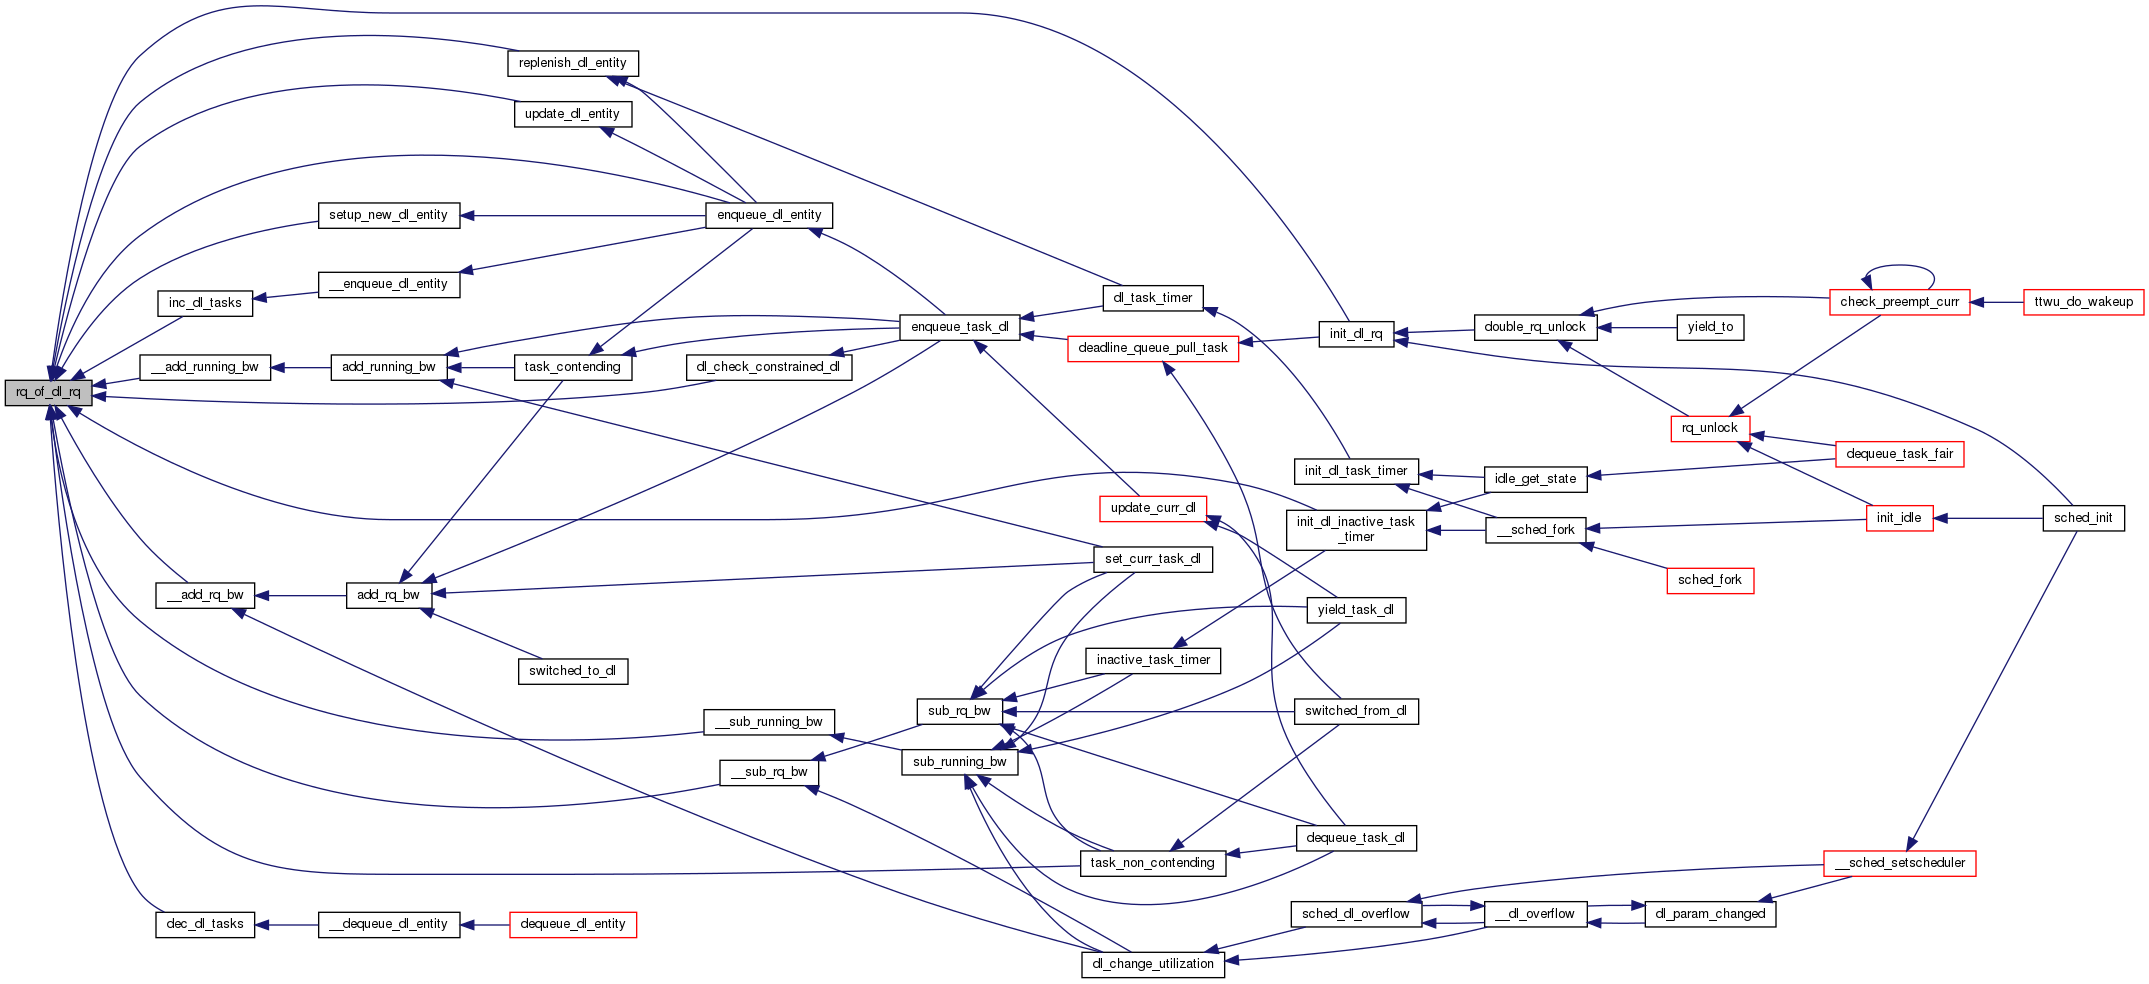 rq_of_dl_rq
replenish_dl_entity
update_dl_entity
enqueue_dl_entity
setup_new_dl_entity
__enqueue_dl_entity
inc_dl_tasks
__add_running_bw
add_running_bw
task_contending
dl_check_constrained_dl
enqueue_task_dl
dl_task_timer
deadline_queue_pull_task
init_dl_rq
double_rq_unlock
yield_to
check_preempt_curr
ttwu_do_wakeup
rq_unlock
dequeue_task_fair
init_dl_task_timer
idle_get_state
update_curr_dl
init_dl_inactive_task
_timer
__sched_fork
init_idle
sched_init
sched_fork
set_curr_task_dl
__add_rq_bw
add_rq_bw
yield_task_dl
switched_to_dl
inactive_task_timer
sub_rq_bw
switched_from_dl
__sub_running_bw
sub_running_bw
__sub_rq_bw
dequeue_task_dl
task_non_contending
__sched_setscheduler
dec_dl_tasks
__dequeue_dl_entity
dequeue_dl_entity
sched_dl_overflow
__dl_overflow
dl_param_changed
dl_change_utilization